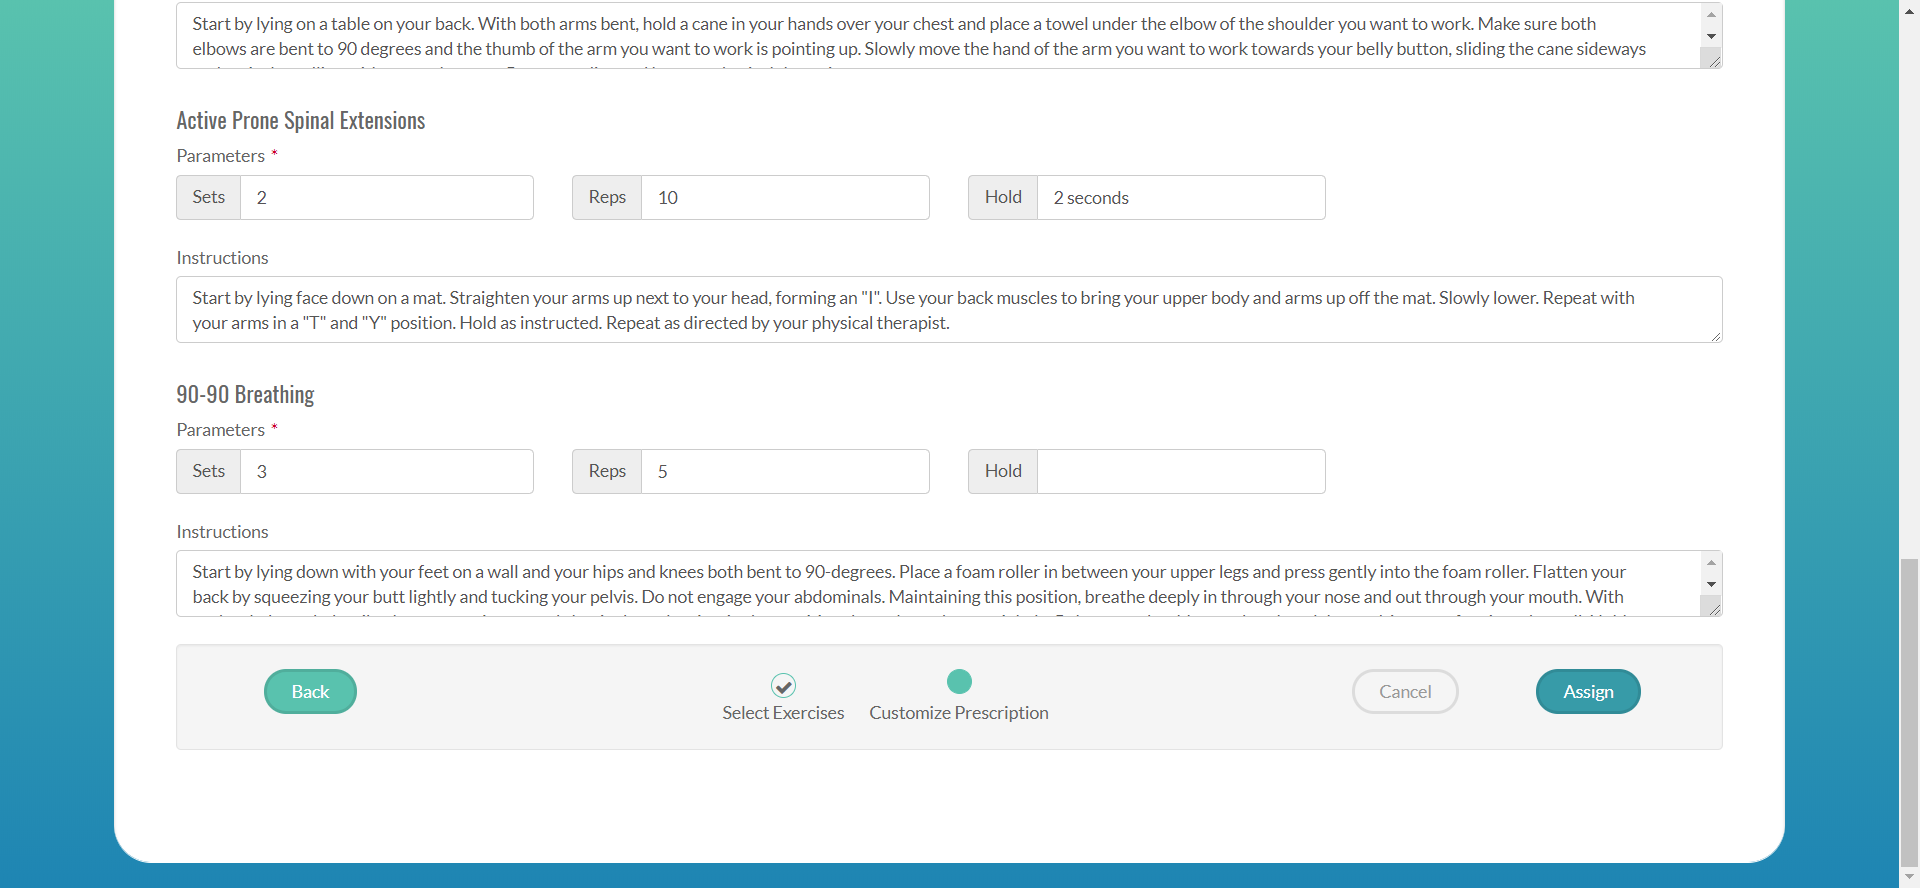 Start by lying on a table on your back. With both arms bent, hold a cane in your hands over your chest and place a towel under the elbow of the shoulder you want to work. Make sure both
elbows are bent to 90 degrees and the thumb of the arm you want to work is pointing up. Slowly move the hand of the arm you want to work towards your belly button, sliding the cane sideways
Active Prone Spinal Extensions
Parameters *
Sets 2 Reps 10 Hold 2 seconds
Instructions
Start by lying face down on a mat. Straighten your arms up next to your head, forming an "I". Use your back muscles to bring your upper body and arms up off the mat. Slowly lower. Repeat with
your arms in a "T" and "Y" position. Hold as instructed. Repeat as directed by your physical therapist.
90-90 Breathing
Parameters *
Sets 3 Reps 5 Hold
Instructions
Start by lying down with your feet on a wall and your hips and knees both bent to 90-degrees. Place a foam roller in between your upper legs and press gently into the foam roller. Flatten your
back by squeezing your butt lightly and tucking your pelvis. Do not engage your abdominals. Maintaining this position, breathe deeply in through your nose and out through your mouth. With
Back Select Exercises Customize Prescription Cancel Assign